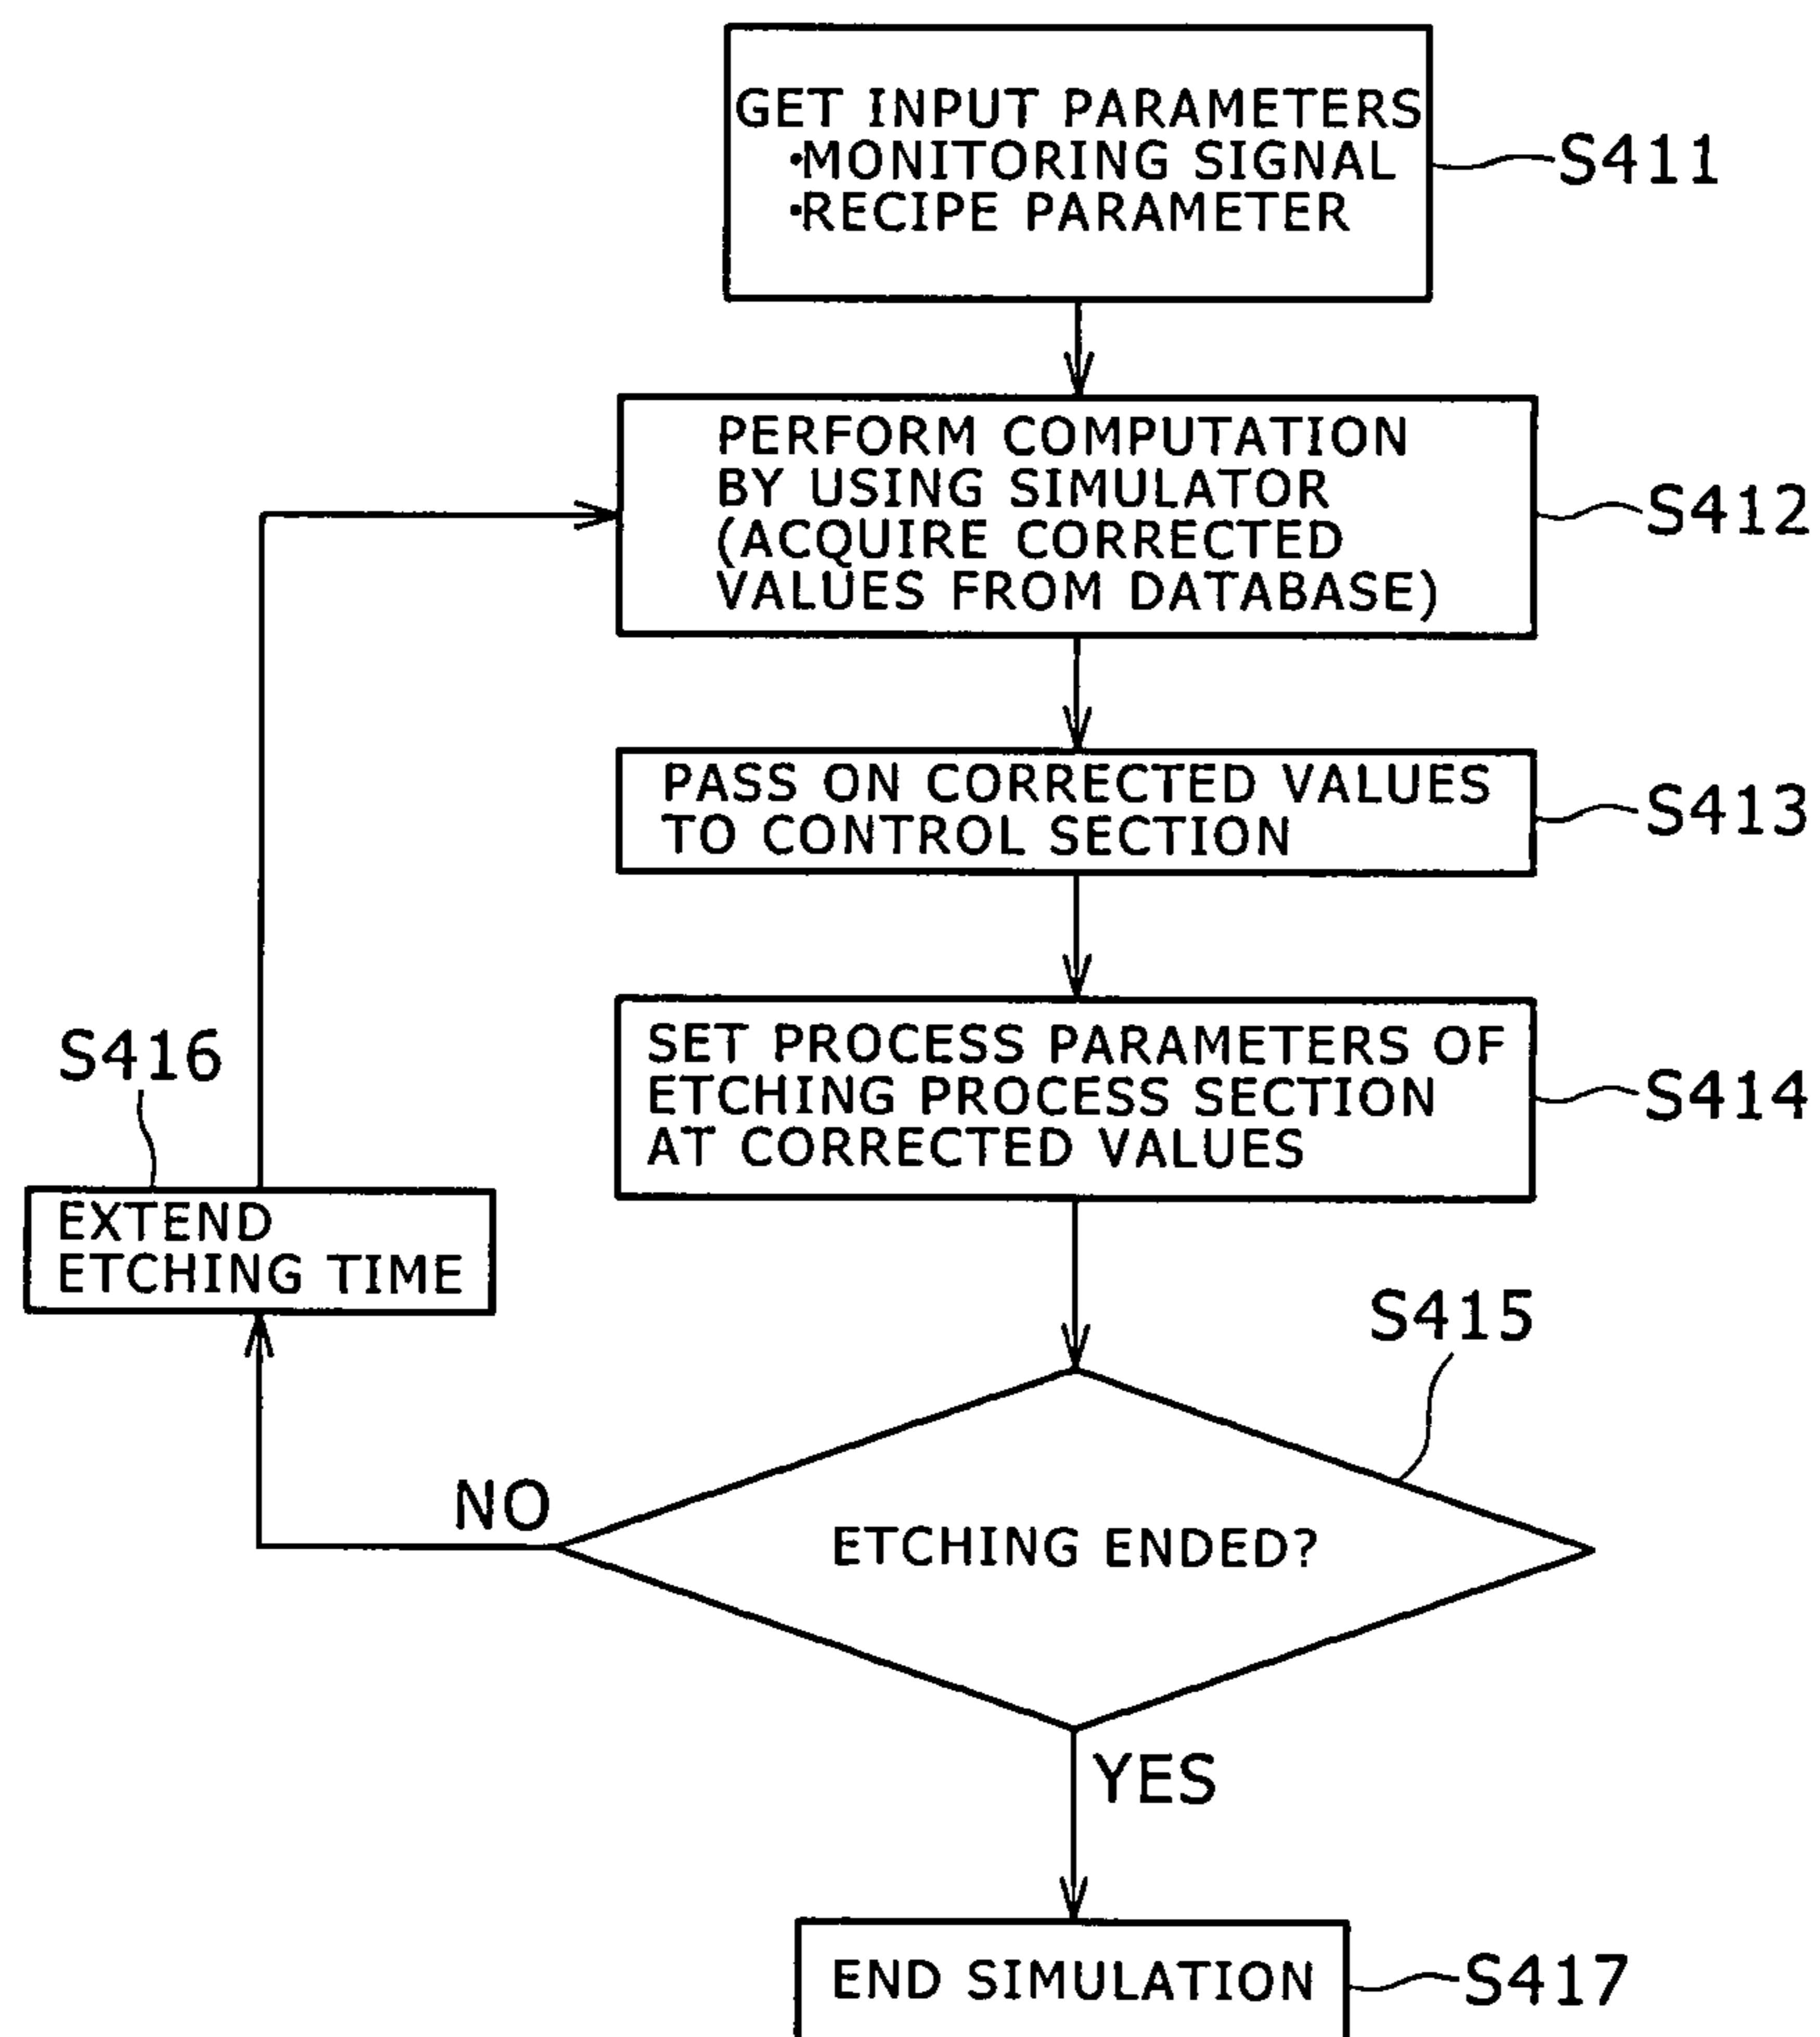 GET INPUT PARAMETERS
•MONITORING SIGNAL
•RECIPE PARAMETER
S411
PERFORM COMPUTATION
BY USING SIMULATOR
(ACQUIRE CORRECTED
VALUES FROM DATABASE)
S412
PASS ON CORRECTED VALUES
TO CONTROL SECTION
S413
SET PROCESS PARAMETERS OF
ETCHING PROCESS SECTION
AT CORRECTED VALUES
S414
S416
EXTEND
ETCHING TIME
S415
NO
ETCHING ENDED?
YES
END SIMULATION
S417